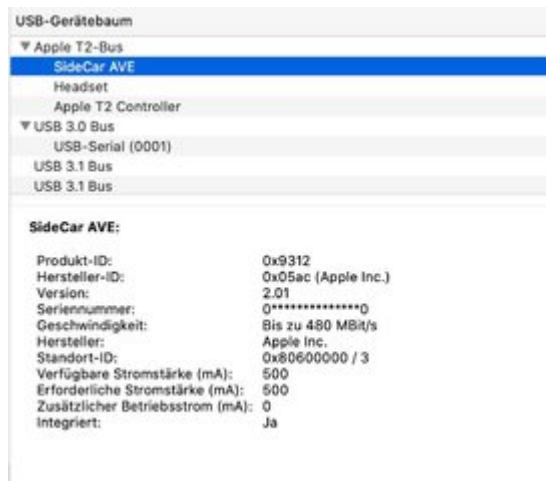 USB-Gerätebaum
Apple T2-Bus
SideCar AVE
Headset
Apple T2 Controller
USB 3.0 Bus
USB-Serial (0001)
USB 3.1 Bus
USB 3.1 Bus
SideCar AVE:
Produkt-ID: 0x9312
Hersteller-ID: 0x05ac (Apple Inc.)
Version: 2.01
Seriennummer: 0**************0
Geschwindigkeit: Bis zu 480 MBit/s
Hersteller: Apple Inc.
Standort-ID: 0x80600000 / 3
Verfügbare Stromstärke (mA): 500
Erforderliche Stromstärke (mA): 500
Zusätzlicher Betriebsstrom (mA): 0
Integriert: Ja